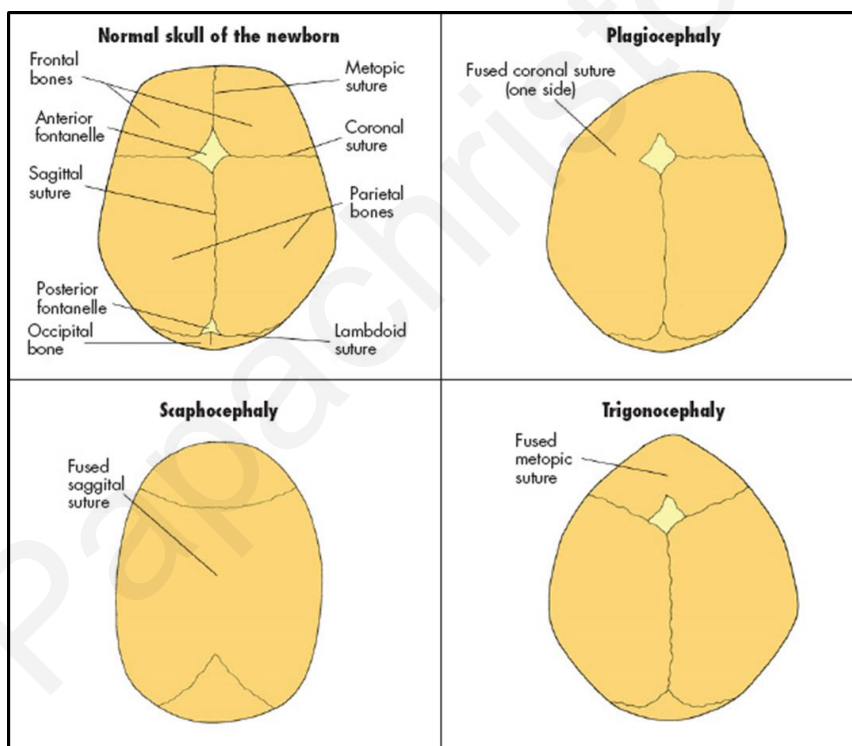 Normal skull of the newborn
Frontal
bones
Metopic
suture
Anterior
fontanelle
Coronal
suture
Sagittal
suture
Parietal
bones
Posterior
fontanelle
Occipital
bone
Lambdoid
suture
Plagiocephaly
Fused coronal suture
(one side)
Scaphocephaly
Fused
saggital
suture
Trigonocephaly
Fused
metopic
suture